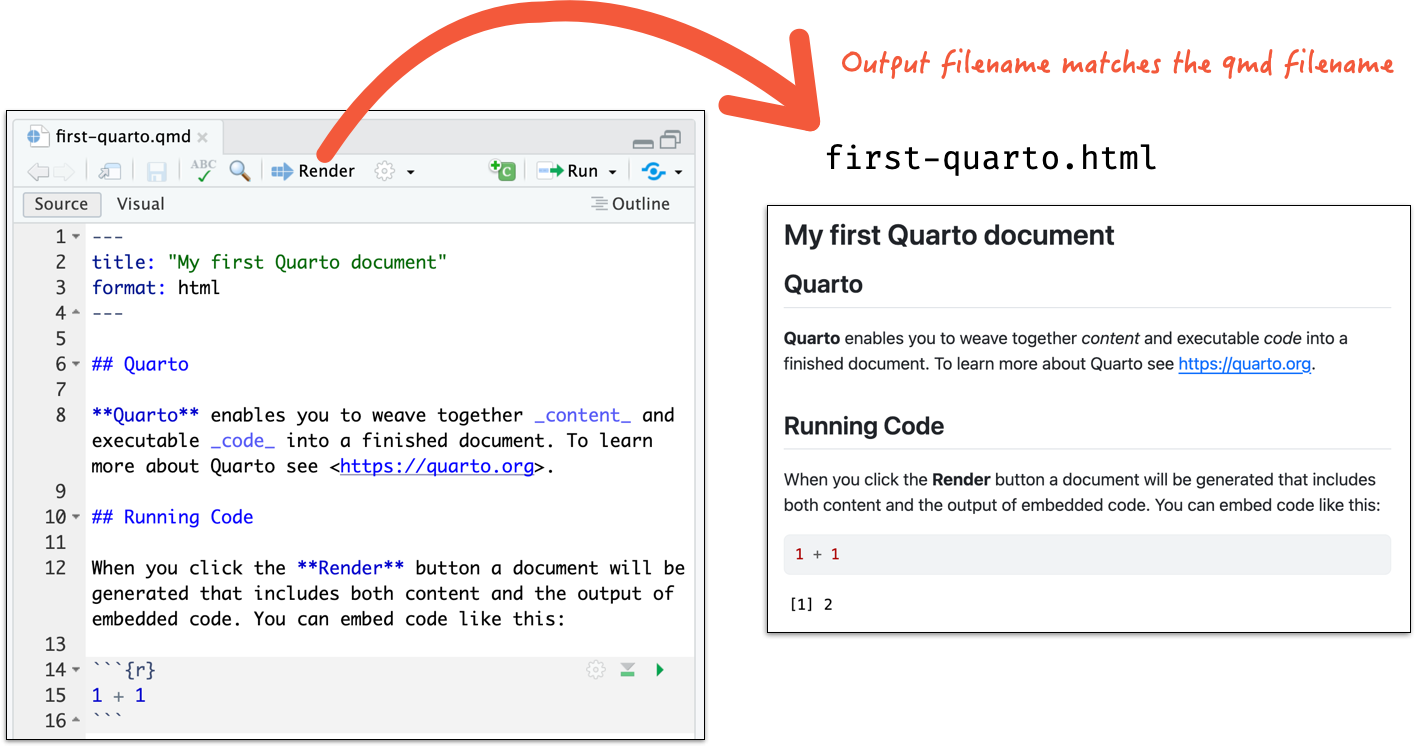 Output filename matches the qmd filename
first-quarto.qmd
ABC
Render
C
Run
Source
Visual
Outline
1 ---
2 title: "My first Quarto document"
3 format: html
4 ---
5
6 ## Quarto
7
8 **Quarto** enables you to weave together _content_ and
executable _code_ into a finished document. To learn
more about Quarto see <https://quarto.org>.
9
10 ## Running Code
11
12 When you click the **Render** button a document will be
generated that includes both content and the output of
embedded code. You can embed code like this:
13
14 ```{r}
15 1 + 1
16 ```
first-quarto.html
My first Quarto document
Quarto
Quarto enables you to weave together content and executable code into a
finished document. To learn more about Quarto see https://quarto.org.
Running Code
When you click the Render button a document will be generated that includes
both content and the output of embedded code. You can embed code like this:
1 + 1
[1] 2